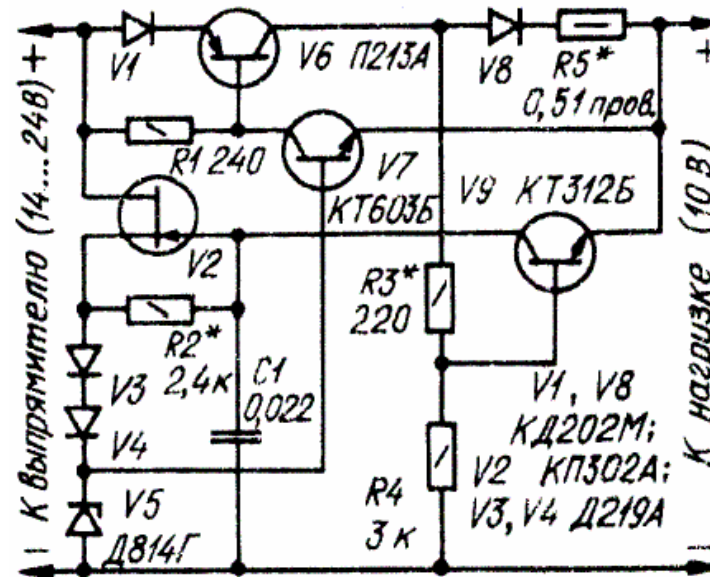 К выпрямителю (14...24В) +
V1
V6 П213А
V8
R5*
0,51 пров.
+
R1 240
V7
КТ603Б
V9 КТ312Б
V2
R2*
2,4к
C1
0,022
R3*
220
V3
V4
V5
Д814Г
R4
3 к
V1, V8
КД202М;
V2 КП302А;
V3, V4 Д219А
К нагрузке (10 В)